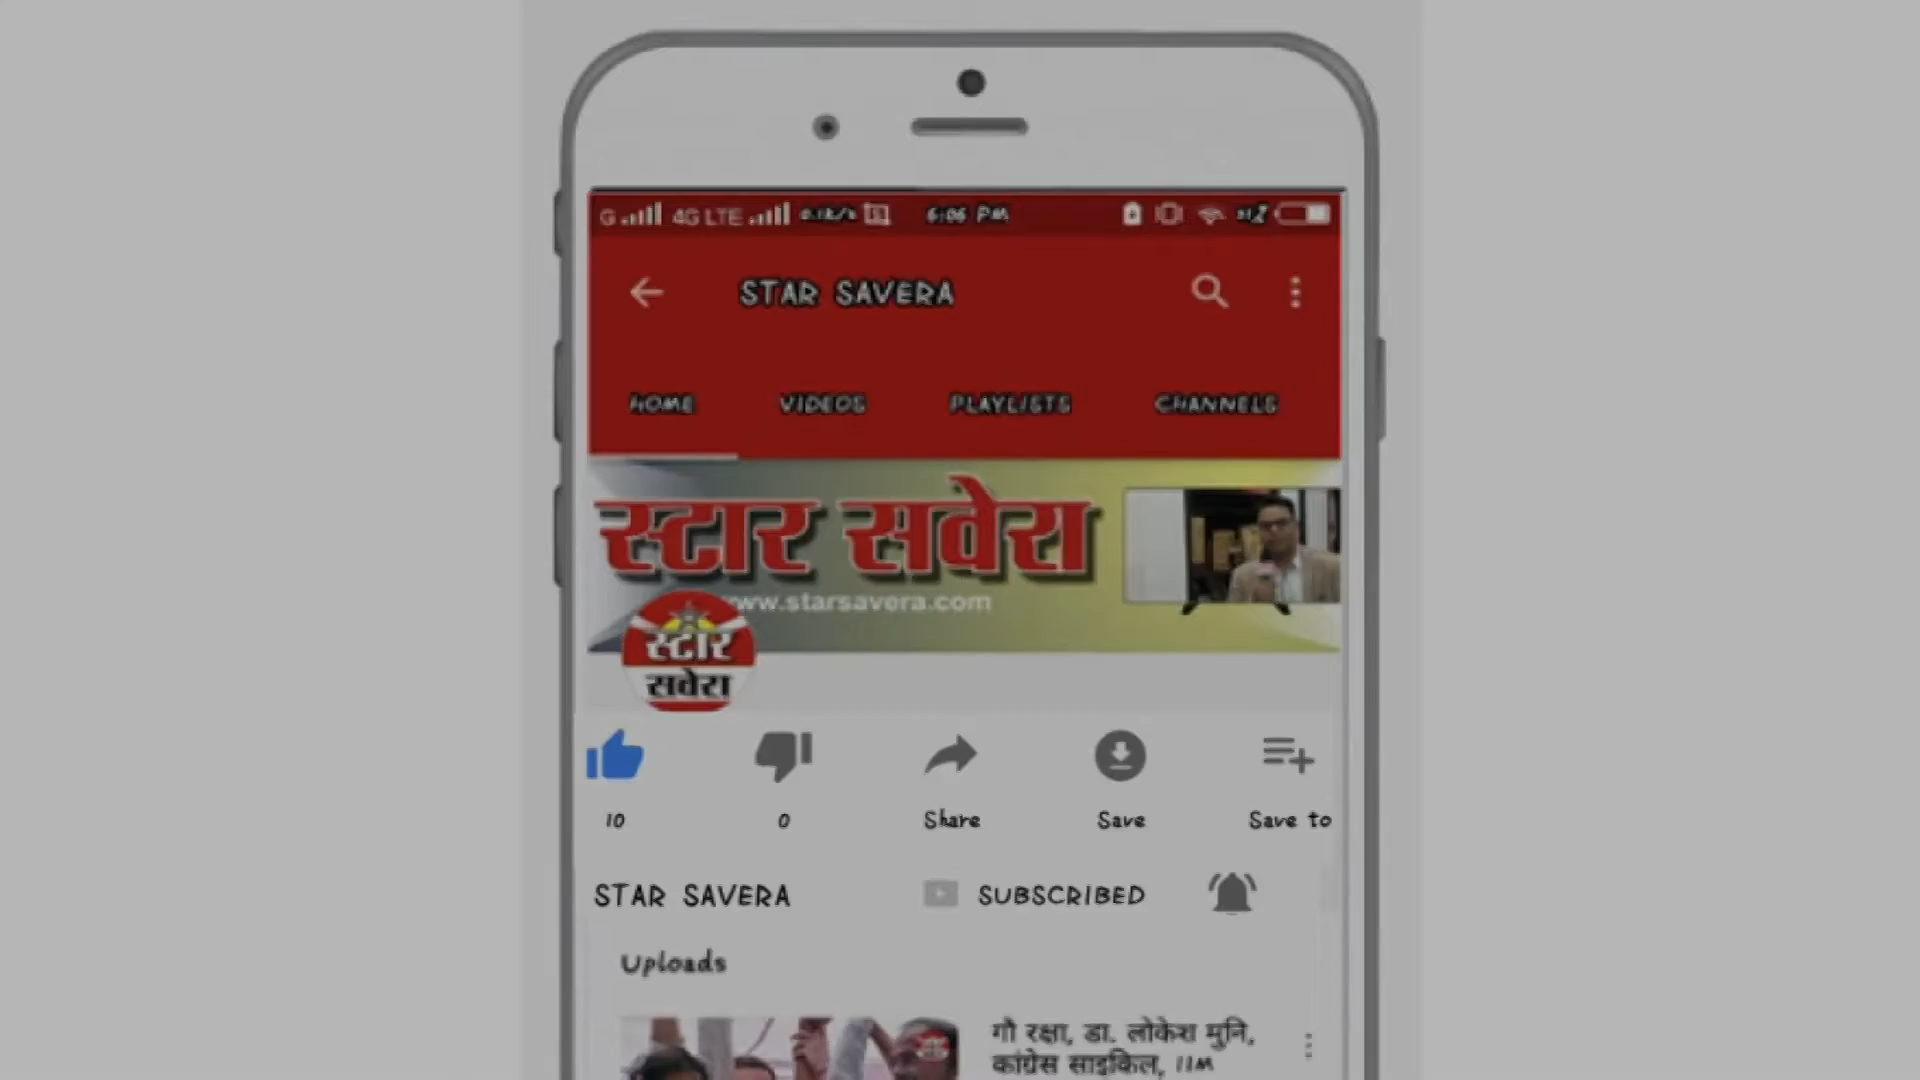 G 4G LTE 6:06 PM
STAR SAVERA
HOME VIDEOS PLAYLISTS CHANNELS
स्टार सवेरा
www.starsavera.com
स्टार
सवेरा
10 0 Share Save Save to
STAR SAVERA SUBSCRIBED
Uploads
गौ रक्षा, डा. लोकेश मुनि,
कांग्रेस साइकिल, 11M